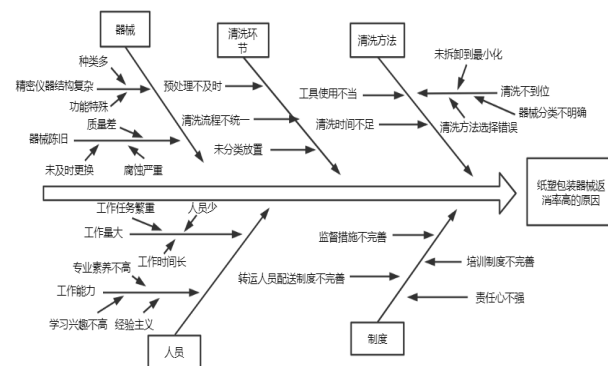 器械
清洗环
节
清洗方法
种类多
精密仪器结构复杂
功能特殊
质量差
器械陈旧
未及时更换
腐蚀严重
预处理不及时
清洗流程不统一
未分类放置
未拆卸到最小化
工具使用不当
清洗不到位
器械分类不明确
清洗时间不足
清洗方法选择错误
纸塑包装器械返
消率高的原因
工作任务繁重
人员少
工作量大
工作时间长
专业素养不高
工作能力
学习兴趣不高
经验主义
人员
监督措施不完善
培训制度不完善
转运人员配送制度不完善
责任心不强
制度